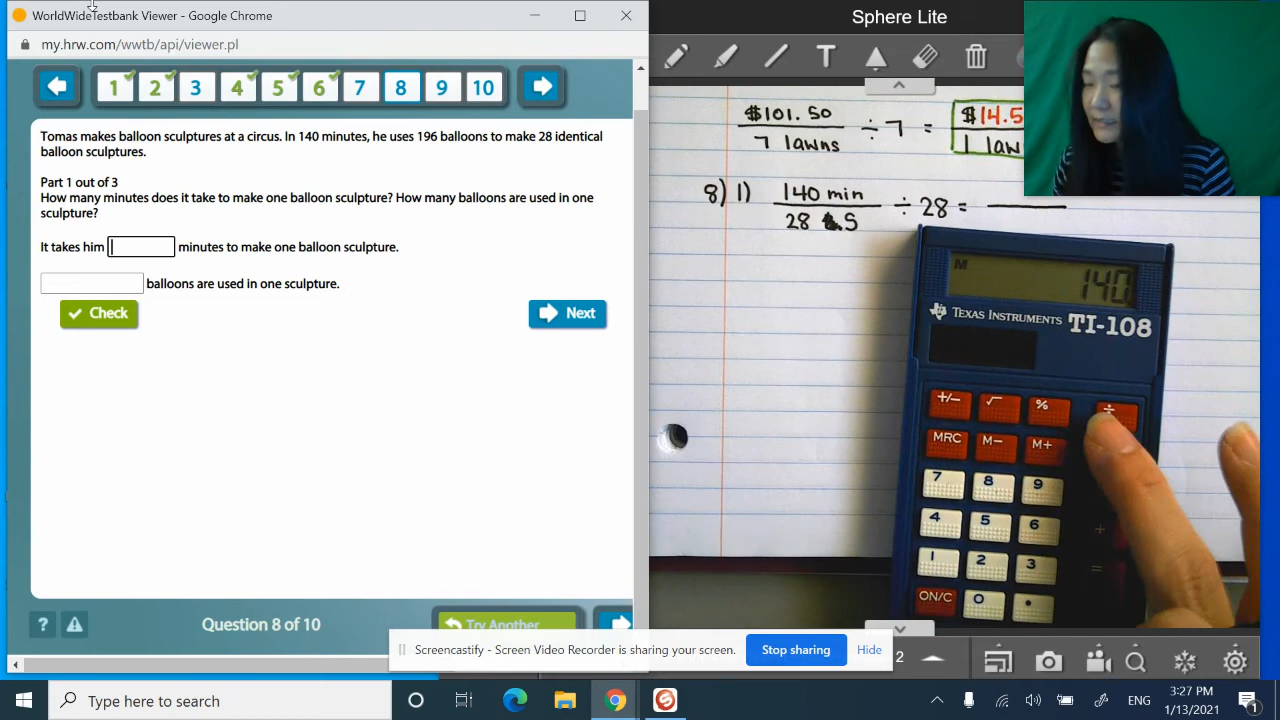 WorldWideTestbank Viewer - Google Chrome
my.hrw.com/wwtb/api/viewer.pl
1 2 3 4 5 6 7 8 9 10
Tomas makes balloon sculptures at a circus. In 140 minutes, he uses 196 balloons to make 28 identical
balloon sculptures.
Part 1 out of 3
How many minutes does it take to make one balloon sculpture? How many balloons are used in one
sculpture?
It takes him minutes to make one balloon sculpture.
balloons are used in one sculpture.
Check
Next
?
Question 8 of 10
Try Another
Sphere Lite
T
$101.50
7 lawns
÷ 7 =
$14.5
1 law
8) 1) 140 min
28 S
÷ 28 =
M 140
TEXAS INSTRUMENTS TI-108
+/- √ % ÷
MRC M- M+
7 8 9
4 5 6 +
1 2 3 =
ON/C 0 •
Screencastify - Screen Video Recorder is sharing your screen.
Stop sharing
Hide
2
Type here to search
ENG
3:27 PM
1/13/2021
1